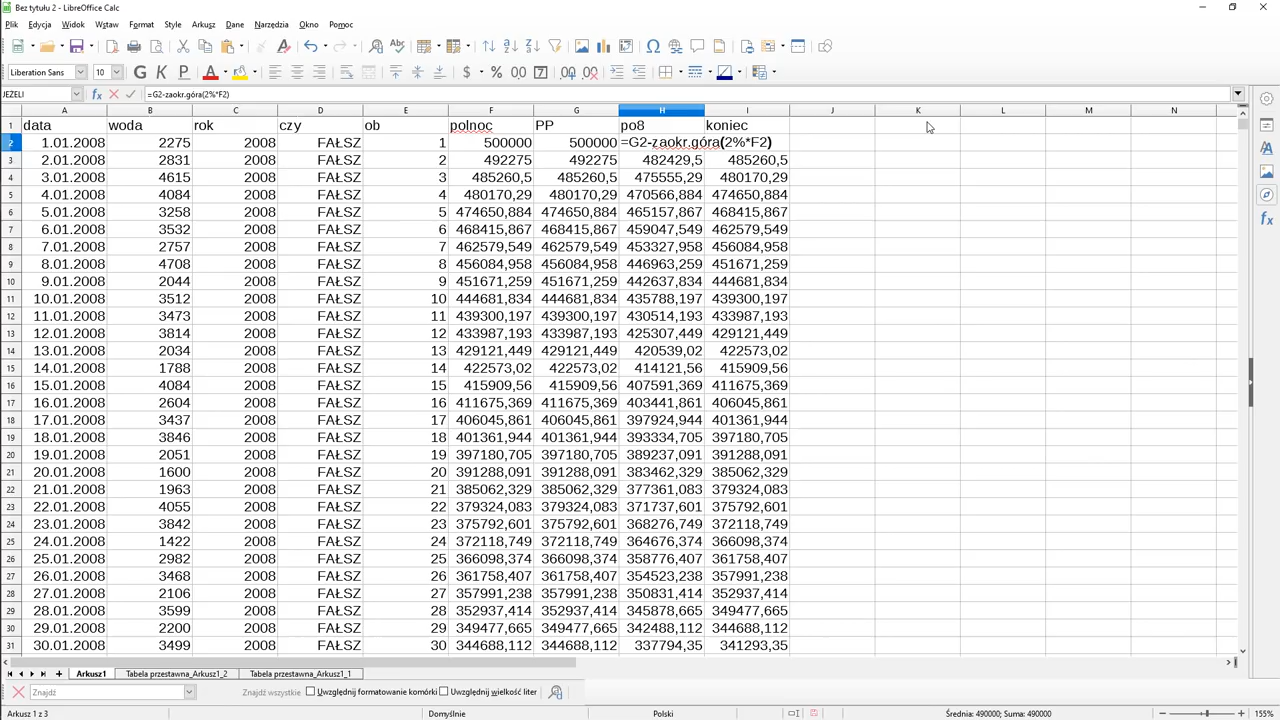 Bez tytułu 2 - LibreOffice Calc
Plik Edycja Widok Wstaw Format Style Arkusz Dane Narzędzia Okno Pomoc
Liberation Sans 10 G K P A $ % 00 7
JEŻELI fx =G2-zaokr.góra(2%*F2)
A B C D E F G H I J K L M N
1 data woda rok czy ob polnoc PP po8 koniec
2 1.01.2008 2275 2008 FAŁSZ 1 500000 500000 =G2-zaokr.góra(2%*F2)
3 2.01.2008 2831 2008 FAŁSZ 2 492275 492275 482429,5 485260,5
4 3.01.2008 4615 2008 FAŁSZ 3 485260,5 485260,5 475555,29 480170,29
5 4.01.2008 4084 2008 FAŁSZ 4 480170,29 480170,29 470566,884 474650,884
6 5.01.2008 3258 2008 FAŁSZ 5 474650,884 474650,884 465157,867 468415,867
7 6.01.2008 3532 2008 FAŁSZ 6 468415,867 468415,867 459047,549 462579,549
8 7.01.2008 2757 2008 FAŁSZ 7 462579,549 462579,549 453327,958 456084,958
9 8.01.2008 4708 2008 FAŁSZ 8 456084,958 456084,958 446963,259 451671,259
10 9.01.2008 2044 2008 FAŁSZ 9 451671,259 451671,259 442637,834 444681,834
11 10.01.2008 3512 2008 FAŁSZ 10 444681,834 444681,834 435788,197 439300,197
12 11.01.2008 3473 2008 FAŁSZ 11 439300,197 439300,197 430514,193 433987,193
13 12.01.2008 3814 2008 FAŁSZ 12 433987,193 433987,193 425307,449 429121,449
14 13.01.2008 2034 2008 FAŁSZ 13 429121,449 429121,449 420539,02 422573,02
15 14.01.2008 1788 2008 FAŁSZ 14 422573,02 422573,02 414121,56 415909,56
16 15.01.2008 4084 2008 FAŁSZ 15 415909,56 415909,56 407591,369 411675,369
17 16.01.2008 2604 2008 FAŁSZ 16 411675,369 411675,369 403441,861 406045,861
18 17.01.2008 3437 2008 FAŁSZ 17 406045,861 406045,861 397924,944 401361,944
19 18.01.2008 3846 2008 FAŁSZ 18 401361,944 401361,944 393334,705 397180,705
20 19.01.2008 2051 2008 FAŁSZ 19 397180,705 397180,705 389237,091 391288,091
21 20.01.2008 1600 2008 FAŁSZ 20 391288,091 391288,091 383462,329 385062,329
22 21.01.2008 1963 2008 FAŁSZ 21 385062,329 385062,329 377361,083 379324,083
23 22.01.2008 4055 2008 FAŁSZ 22 379324,083 379324,083 371737,601 375792,601
24 23.01.2008 3842 2008 FAŁSZ 23 375792,601 375792,601 368276,749 372118,749
25 24.01.2008 1422 2008 FAŁSZ 24 372118,749 372118,749 364676,374 366098,374
26 25.01.2008 2982 2008 FAŁSZ 25 366098,374 366098,374 358776,407 361758,407
27 26.01.2008 3468 2008 FAŁSZ 26 361758,407 361758,407 354523,238 357991,238
28 27.01.2008 2106 2008 FAŁSZ 27 357991,238 357991,238 350831,414 352937,414
29 28.01.2008 3599 2008 FAŁSZ 28 352937,414 352937,414 345878,665 349477,665
30 29.01.2008 2200 2008 FAŁSZ 29 349477,665 349477,665 342488,112 344688,112
31 30.01.2008 3499 2008 FAŁSZ 30 344688,112 344688,112 337794,35 341293,35
Arkusz1 Tabela przestawna_Arkusz1_2 Tabela przestawna_Arkusz1_1
Znajdź Znajdź wszystkie Uwzględnij formatowanie komórki Uwzględnij wielkość liter
Arkusz 1 z 3 Domyślnie Polski Średnia: 490000; Suma: 490000 155%